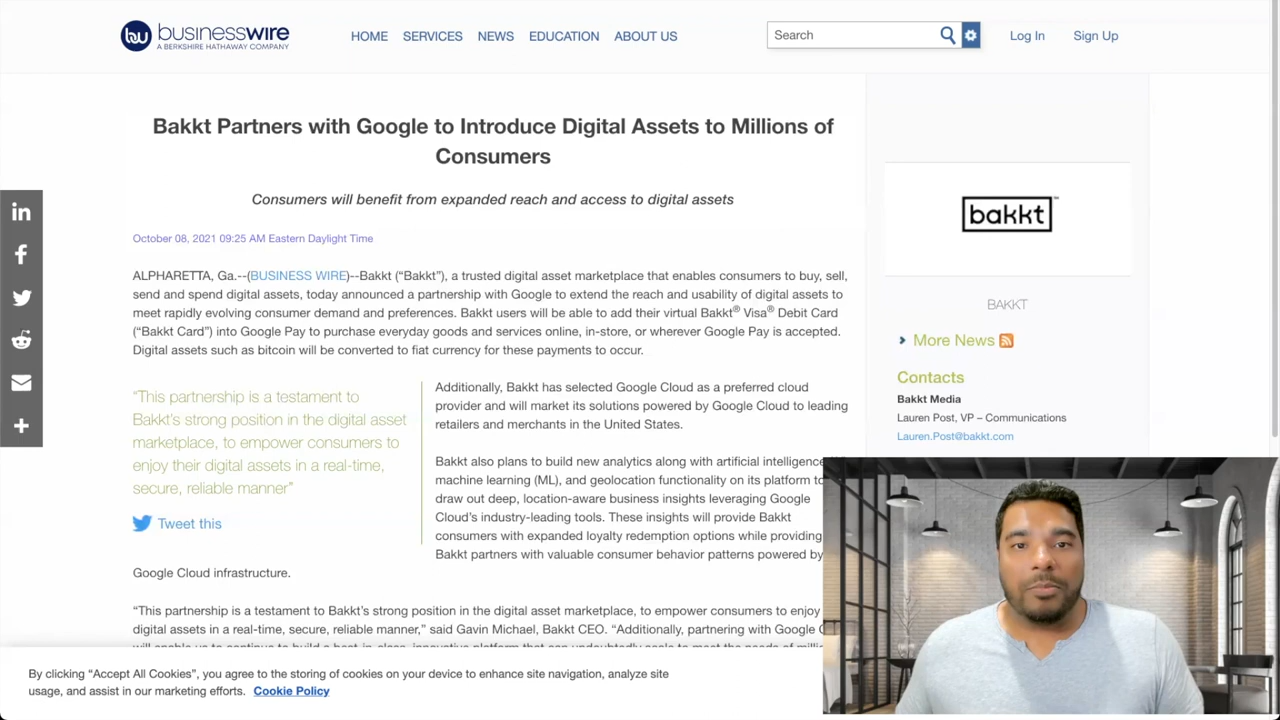 businesswire
A BERKSHIRE HATHAWAY COMPANY
HOME SERVICES NEWS EDUCATION ABOUT US
Search
Log In Sign Up
Bakkt Partners with Google to Introduce Digital Assets to Millions of
Consumers
Consumers will benefit from expanded reach and access to digital assets
October 08, 2021 09:25 AM Eastern Daylight Time
ALPHARETTA, Ga.--(BUSINESS WIRE)--Bakkt (“Bakkt”), a trusted digital asset marketplace that enables consumers to buy, sell,
send and spend digital assets, today announced a partnership with Google to extend the reach and usability of digital assets to
meet rapidly evolving consumer demand and preferences. Bakkt users will be able to add their virtual Bakkt® Visa® Debit Card
(“Bakkt Card”) into Google Pay to purchase everyday goods and services online, in-store, or wherever Google Pay is accepted.
Digital assets such as bitcoin will be converted to fiat currency for these payments to occur.
“This partnership is a testament to
Bakkt’s strong position in the digital asset
marketplace, to empower consumers to
enjoy their digital assets in a real-time,
secure, reliable manner”
Tweet this
Additionally, Bakkt has selected Google Cloud as a preferred cloud
provider and will market its solutions powered by Google Cloud to leading
retailers and merchants in the United States.
Bakkt also plans to build new analytics along with artificial intelligence
machine learning (ML), and geolocation functionality on its platform to
draw out deep, location-aware business insights leveraging Google
Cloud’s industry-leading tools. These insights will provide Bakkt
consumers with expanded loyalty redemption options while providing
Bakkt partners with valuable consumer behavior patterns powered by
Google Cloud infrastructure.
“This partnership is a testament to Bakkt’s strong position in the digital asset marketplace, to empower consumers to enjoy
digital assets in a real-time, secure, reliable manner,” said Gavin Michael, Bakkt CEO. “Additionally, partnering with Google
bakkt™
BAKKT
More News
Contacts
Bakkt Media
Lauren Post, VP – Communications
Lauren.Post@bakkt.com
By clicking “Accept All Cookies”, you agree to the storing of cookies on your device to enhance site navigation, analyze site
usage, and assist in our marketing efforts. Cookie Policy